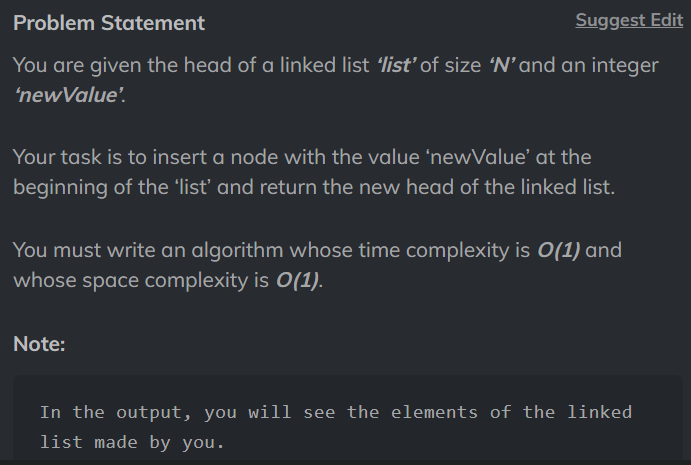 Problem Statement
Suggest Edit
You are given the head of a linked list ‘list’ of size ‘N’ and an integer
‘newValue’.
Your task is to insert a node with the value ‘newValue’ at the
beginning of the ‘list’ and return the new head of the linked list.
You must write an algorithm whose time complexity is O(1) and
whose space complexity is O(1).
Note:
In the output, you will see the elements of the linked
list made by you.